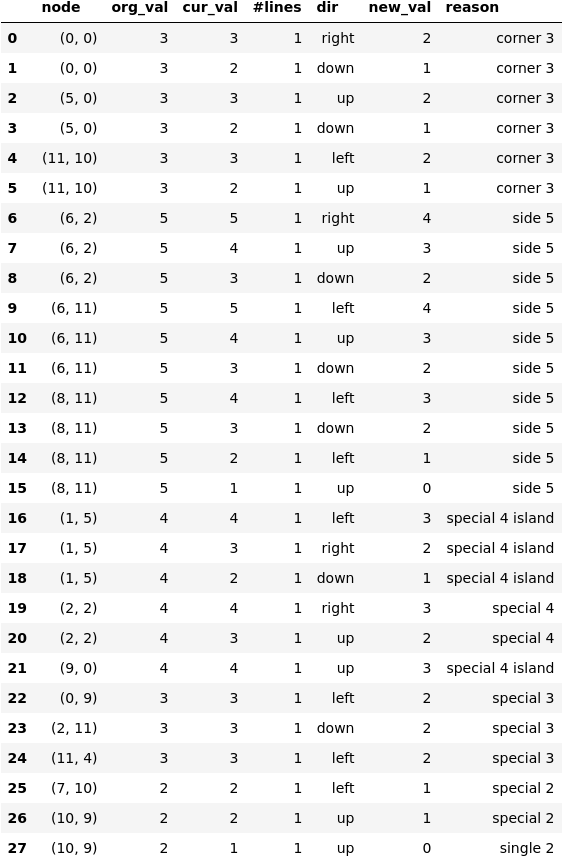 node org_val cur_val #lines dir new_val reason
0 (0, 0) 3 3 1 right 2 corner 3
1 (0, 0) 3 2 1 down 1 corner 3
2 (5, 0) 3 3 1 up 2 corner 3
3 (5, 0) 3 2 1 down 1 corner 3
4 (11, 10) 3 3 1 left 2 corner 3
5 (11, 10) 3 2 1 up 1 corner 3
6 (6, 2) 5 5 1 right 4 side 5
7 (6, 2) 5 4 1 up 3 side 5
8 (6, 2) 5 3 1 down 2 side 5
9 (6, 11) 5 5 1 left 4 side 5
10 (6, 11) 5 4 1 up 3 side 5
11 (6, 11) 5 3 1 down 2 side 5
12 (8, 11) 5 4 1 left 3 side 5
13 (8, 11) 5 3 1 down 2 side 5
14 (8, 11) 5 2 1 left 1 side 5
15 (8, 11) 5 1 1 up 0 side 5
16 (1, 5) 4 4 1 left 3 special 4 island
17 (1, 5) 4 3 1 right 2 special 4 island
18 (1, 5) 4 2 1 down 1 special 4 island
19 (2, 2) 4 4 1 right 3 special 4
20 (2, 2) 4 3 1 up 2 special 4
21 (9, 0) 4 4 1 up 3 special 4 island
22 (0, 9) 3 3 1 left 2 special 3
23 (2, 11) 3 3 1 down 2 special 3
24 (11, 4) 3 3 1 left 2 special 3
25 (7, 10) 2 2 1 left 1 special 2
26 (10, 9) 2 2 1 up 1 special 2
27 (10, 9) 2 1 1 up 0 single 2